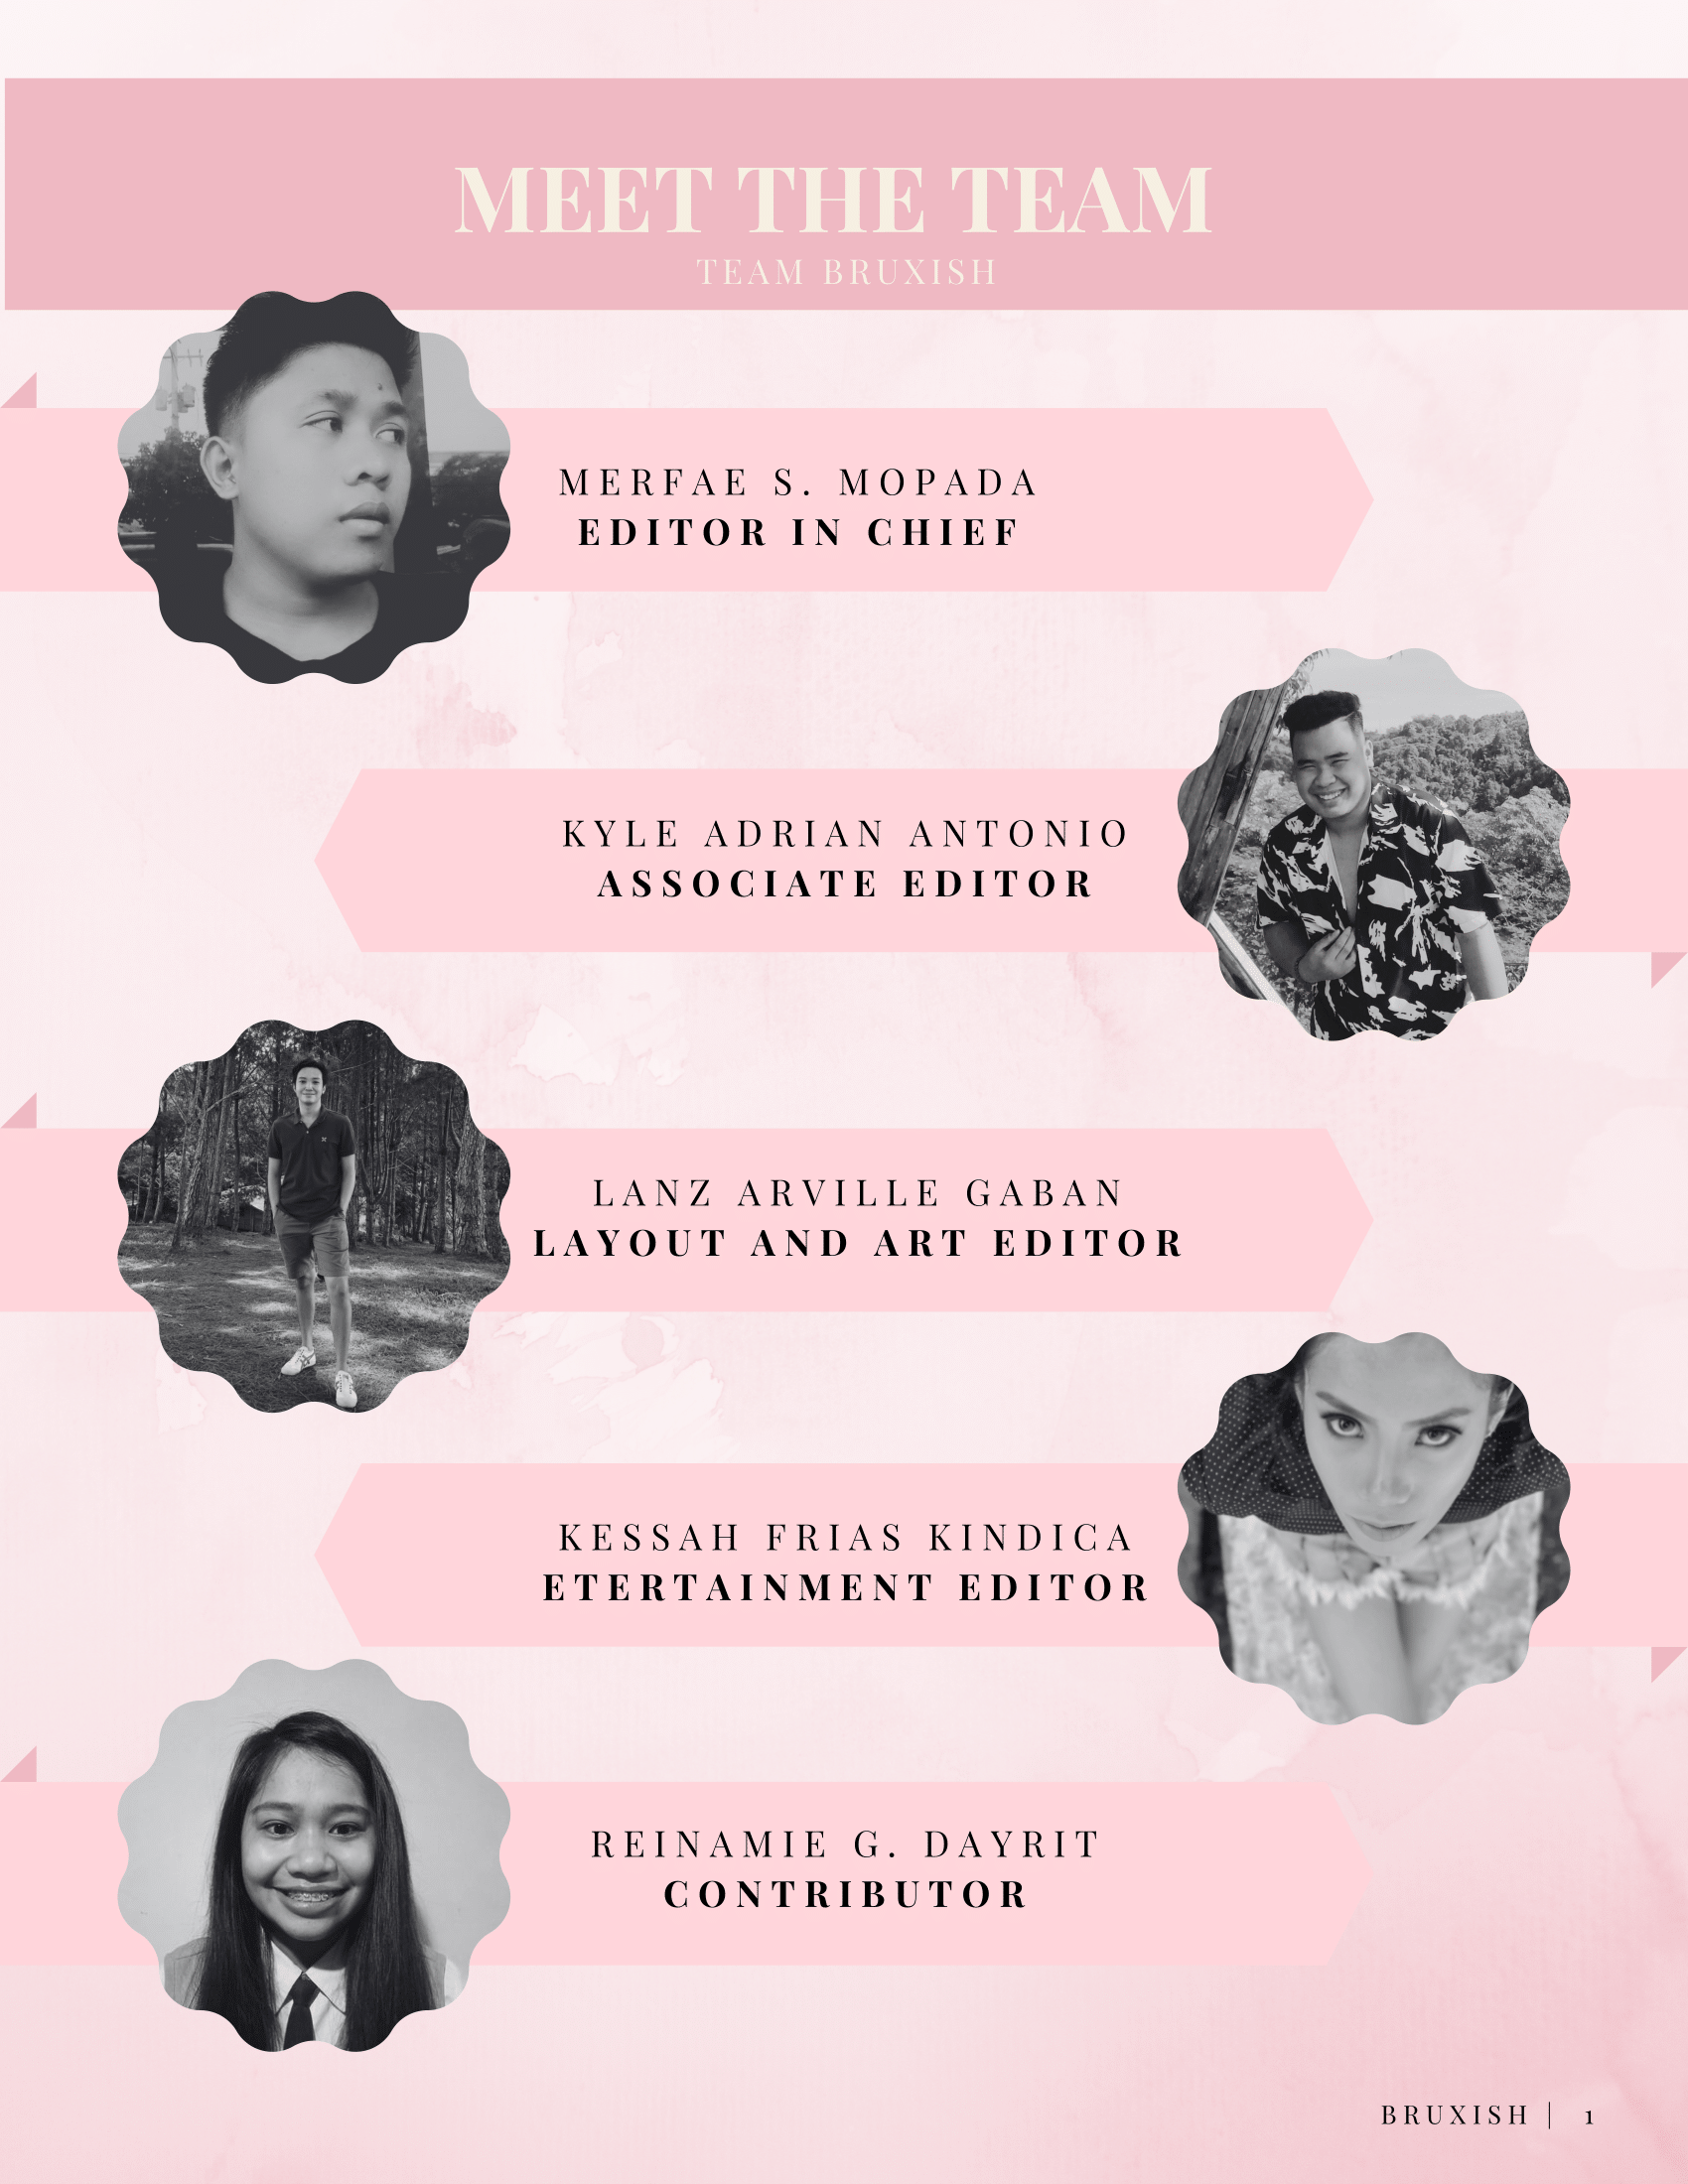 MEET THE TEAM
TEAM BRUXISH
MERFAE S. MOPADA
EDITOR IN CHIEF
KYLE ADRIAN ANTONIO
ASSOCIATE EDITOR
LANZ ARVILLE GABAN
LAYOUT AND ART EDITOR
KESSAH FRIAS KINDICA
ETERTAINMENT EDITOR
REINAMIE G. DAYRIT
CONTRIBUTOR
BRUXISH | 1